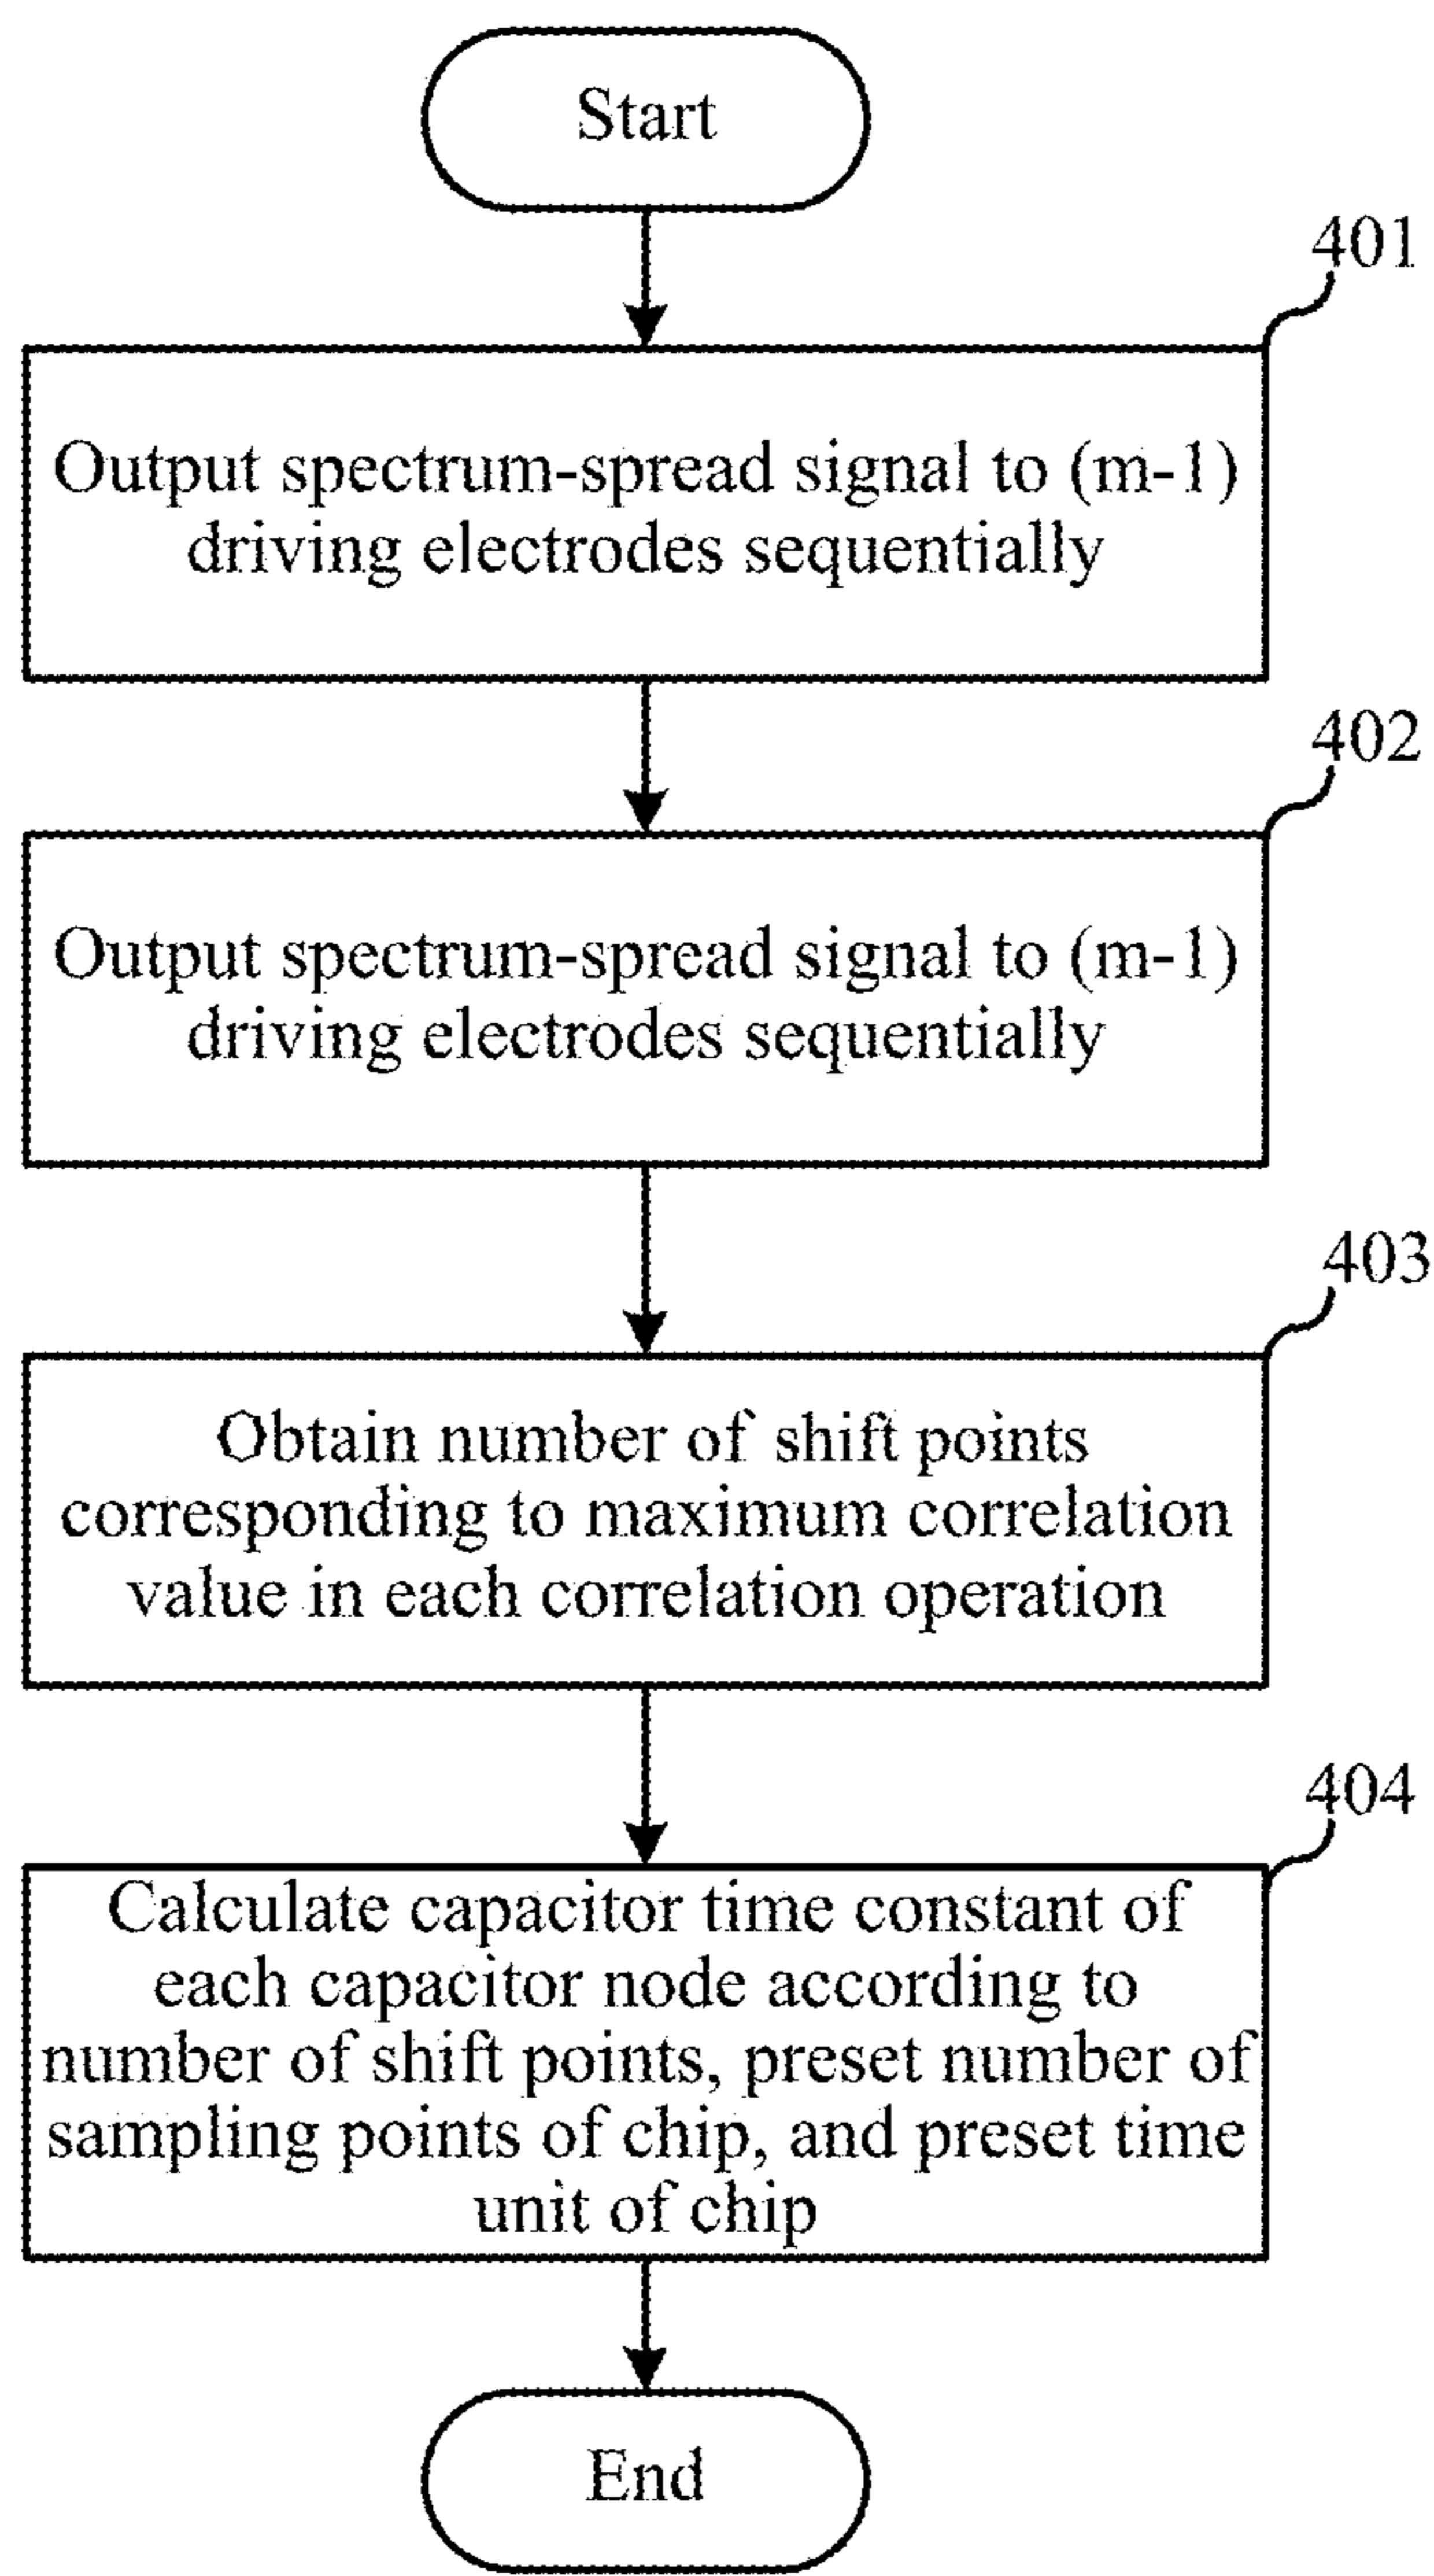 Start
401
Output spectrum-spread signal to (m-1)
driving electrodes sequentially
402
Output spectrum-spread signal to (m-1)
driving electrodes sequentially
403
Obtain number of shift points
corresponding to maximum correlation
value in each correlation operation
404
Calculate capacitor time constant of
each capacitor node according to
number of shift points, preset number of
sampling points of chip, and preset time
unit of chip
End